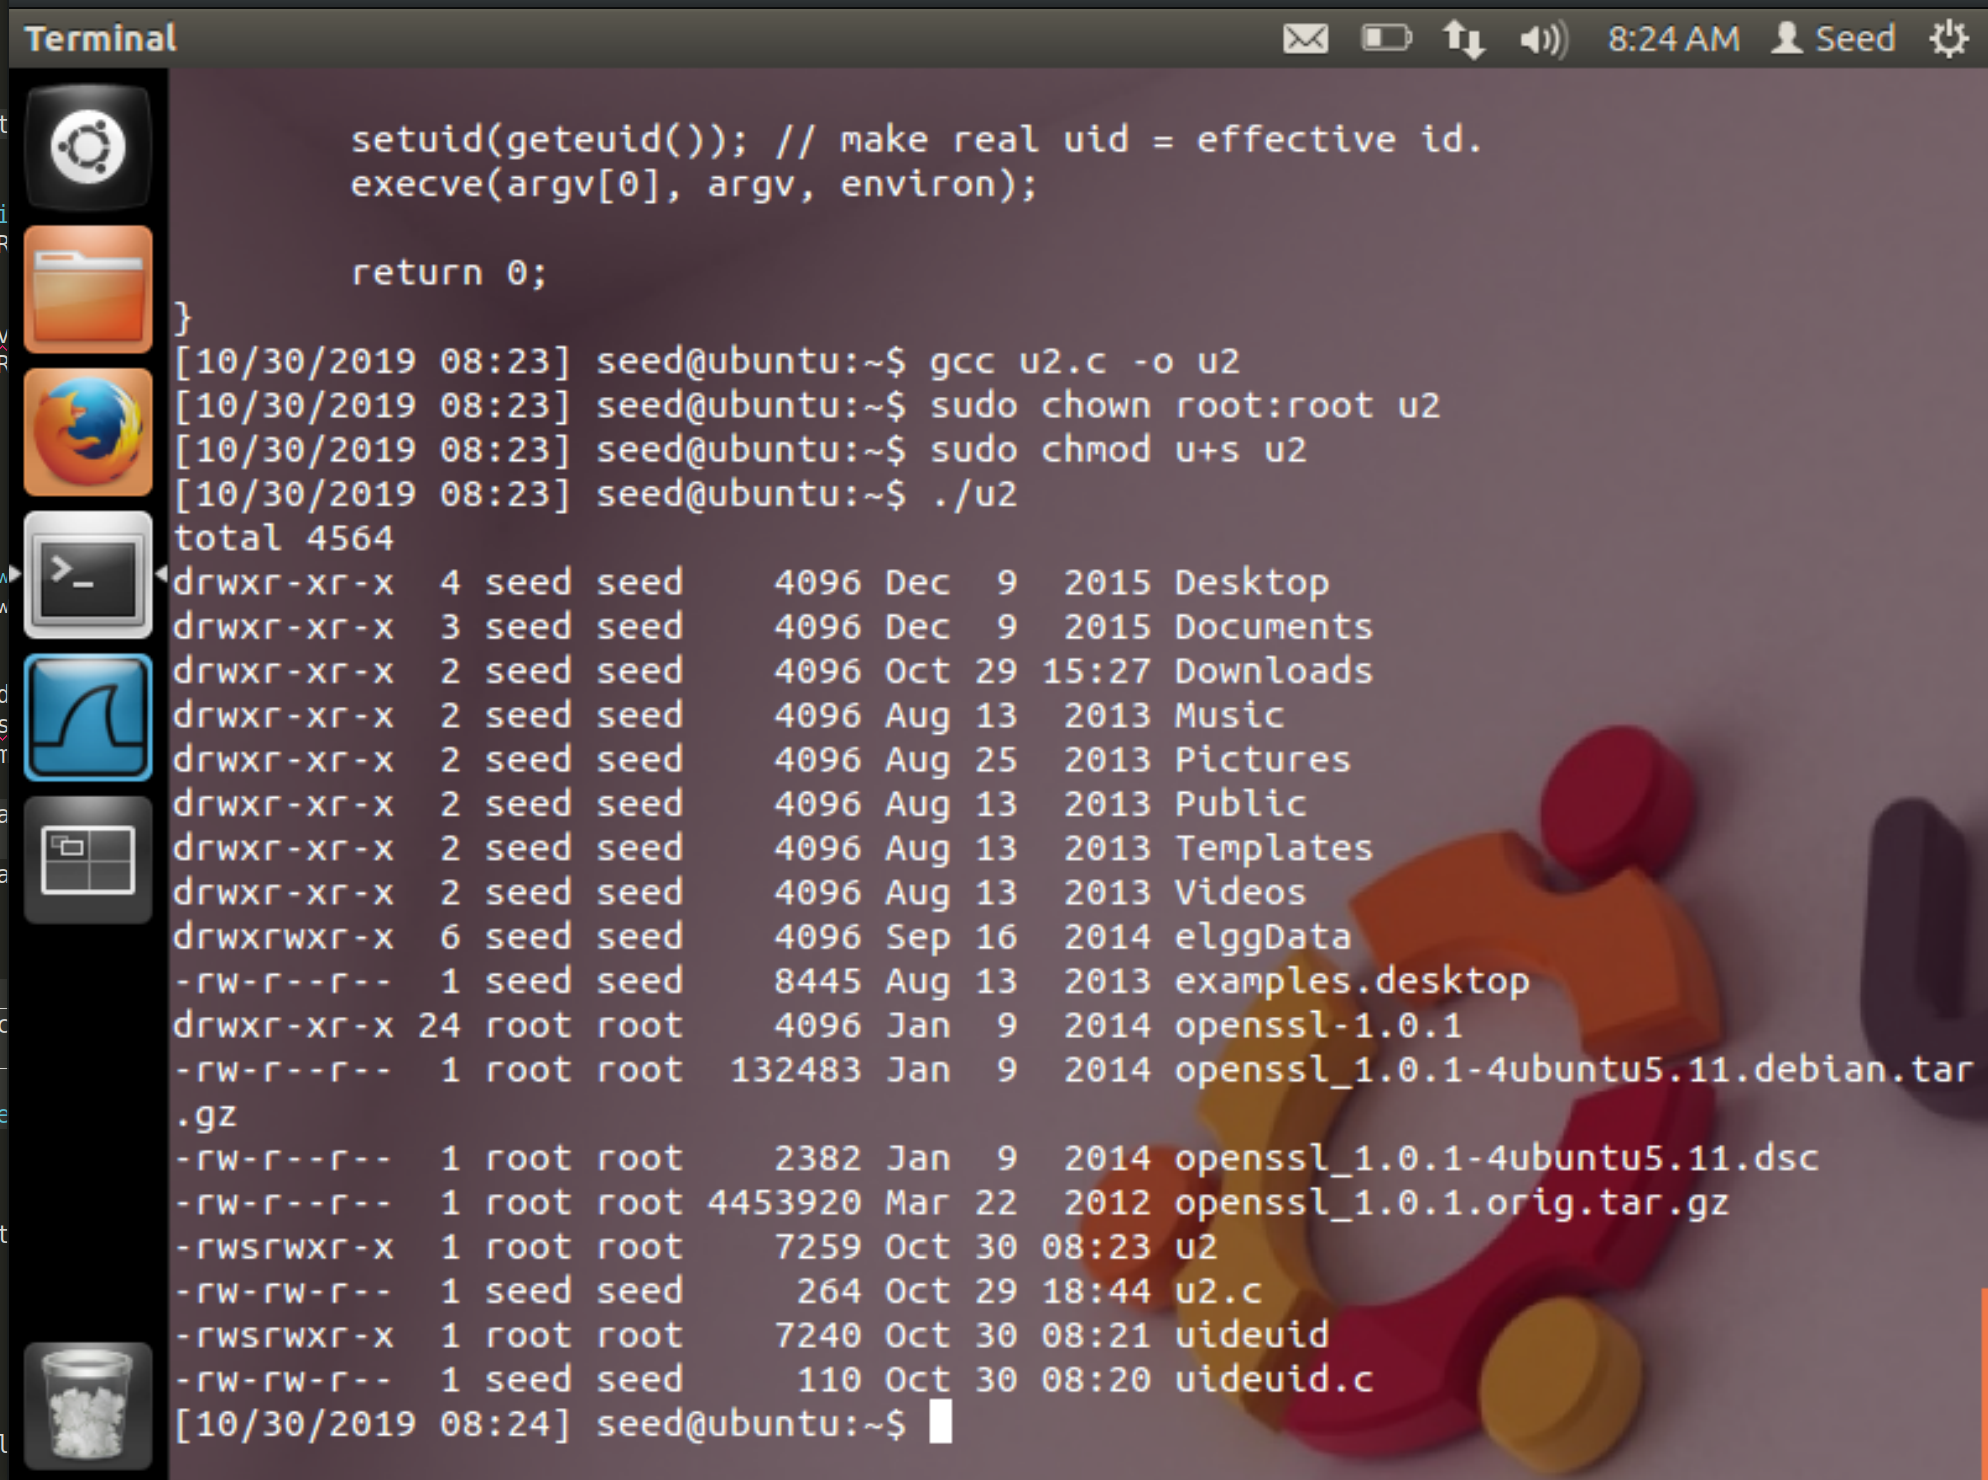 Terminal 8:24 AM Seed
setuid(geteuid()); // make real uid = effective id.
execve(argv[0], argv, environ);
return 0;
}
[10/30/2019 08:23] seed@ubuntu:~$ gcc u2.c -o u2
[10/30/2019 08:23] seed@ubuntu:~$ sudo chown root:root u2
[10/30/2019 08:23] seed@ubuntu:~$ sudo chmod u+s u2
[10/30/2019 08:23] seed@ubuntu:~$ ./u2
total 4564
drwxr-xr-x 4 seed seed 4096 Dec 9 2015 Desktop
drwxr-xr-x 3 seed seed 4096 Dec 9 2015 Documents
drwxr-xr-x 2 seed seed 4096 Oct 29 15:27 Downloads
drwxr-xr-x 2 seed seed 4096 Aug 13 2013 Music
drwxr-xr-x 2 seed seed 4096 Aug 25 2013 Pictures
drwxr-xr-x 2 seed seed 4096 Aug 13 2013 Public
drwxr-xr-x 2 seed seed 4096 Aug 13 2013 Templates
drwxr-xr-x 2 seed seed 4096 Aug 13 2013 Videos
drwxrwxr-x 6 seed seed 4096 Sep 16 2014 elggData
-rw-r--r-- 1 seed seed 8445 Aug 13 2013 examples.desktop
drwxr-xr-x 24 root root 4096 Jan 9 2014 openssl-1.0.1
-rw-r--r-- 1 root root 132483 Jan 9 2014 openssl_1.0.1-4ubuntu5.11.debian.tar
.gz
-rw-r--r-- 1 root root 2382 Jan 9 2014 openssl_1.0.1-4ubuntu5.11.dsc
-rw-r--r-- 1 root root 4453920 Mar 22 2012 openssl_1.0.1.orig.tar.gz
-rwsrwxr-x 1 root root 7259 Oct 30 08:23 u2
-rw-rw-r-- 1 seed seed 264 Oct 29 18:44 u2.c
-rwsrwxr-x 1 root root 7240 Oct 30 08:21 uideuid
-rw-rw-r-- 1 seed seed 110 Oct 30 08:20 uideuid.c
[10/30/2019 08:24] seed@ubuntu:~$